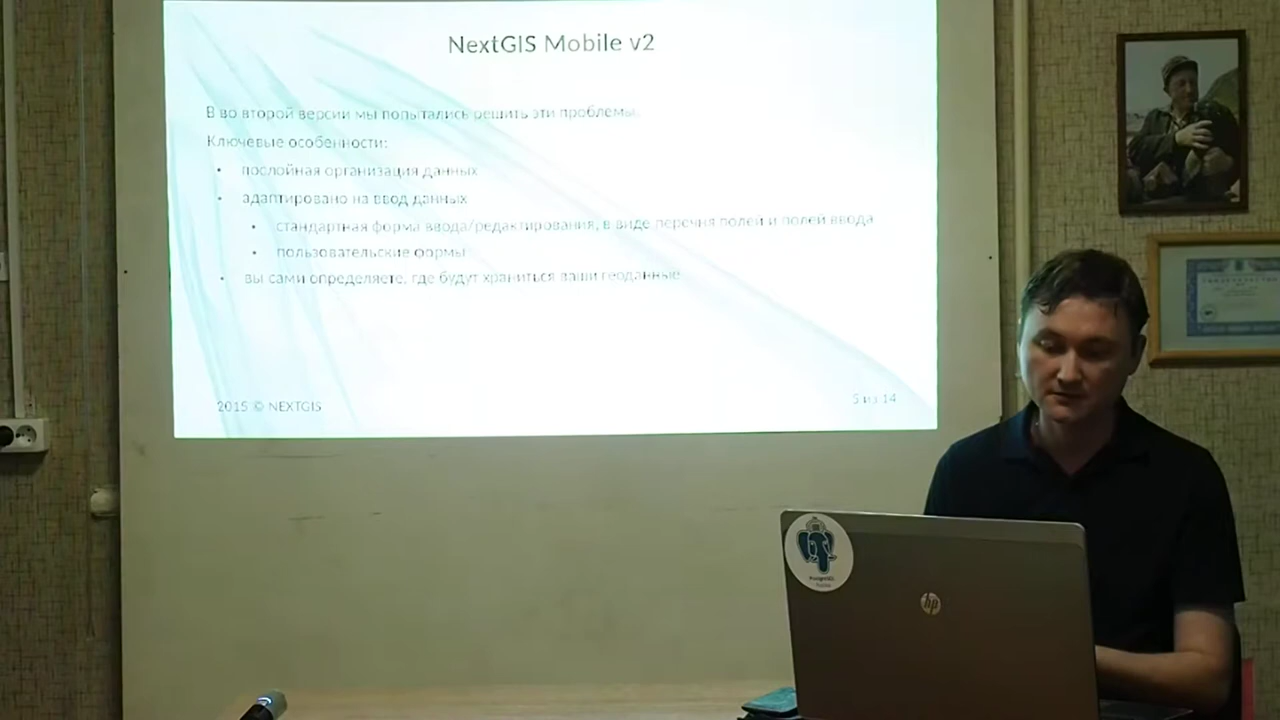 NextGIS Mobile v2
В во второй версии мы попытались решить эти проблемы.
Ключевые особенности:
• послойная организация данных
• адаптировано на ввод данных
• стандартная форма ввода/редактирования, в виде перечня полей и полей ввода
• пользовательские формы
• вы сами определяете, где будут храниться ваши геоданные
2015 © NEXTGIS
5 из 14
hp